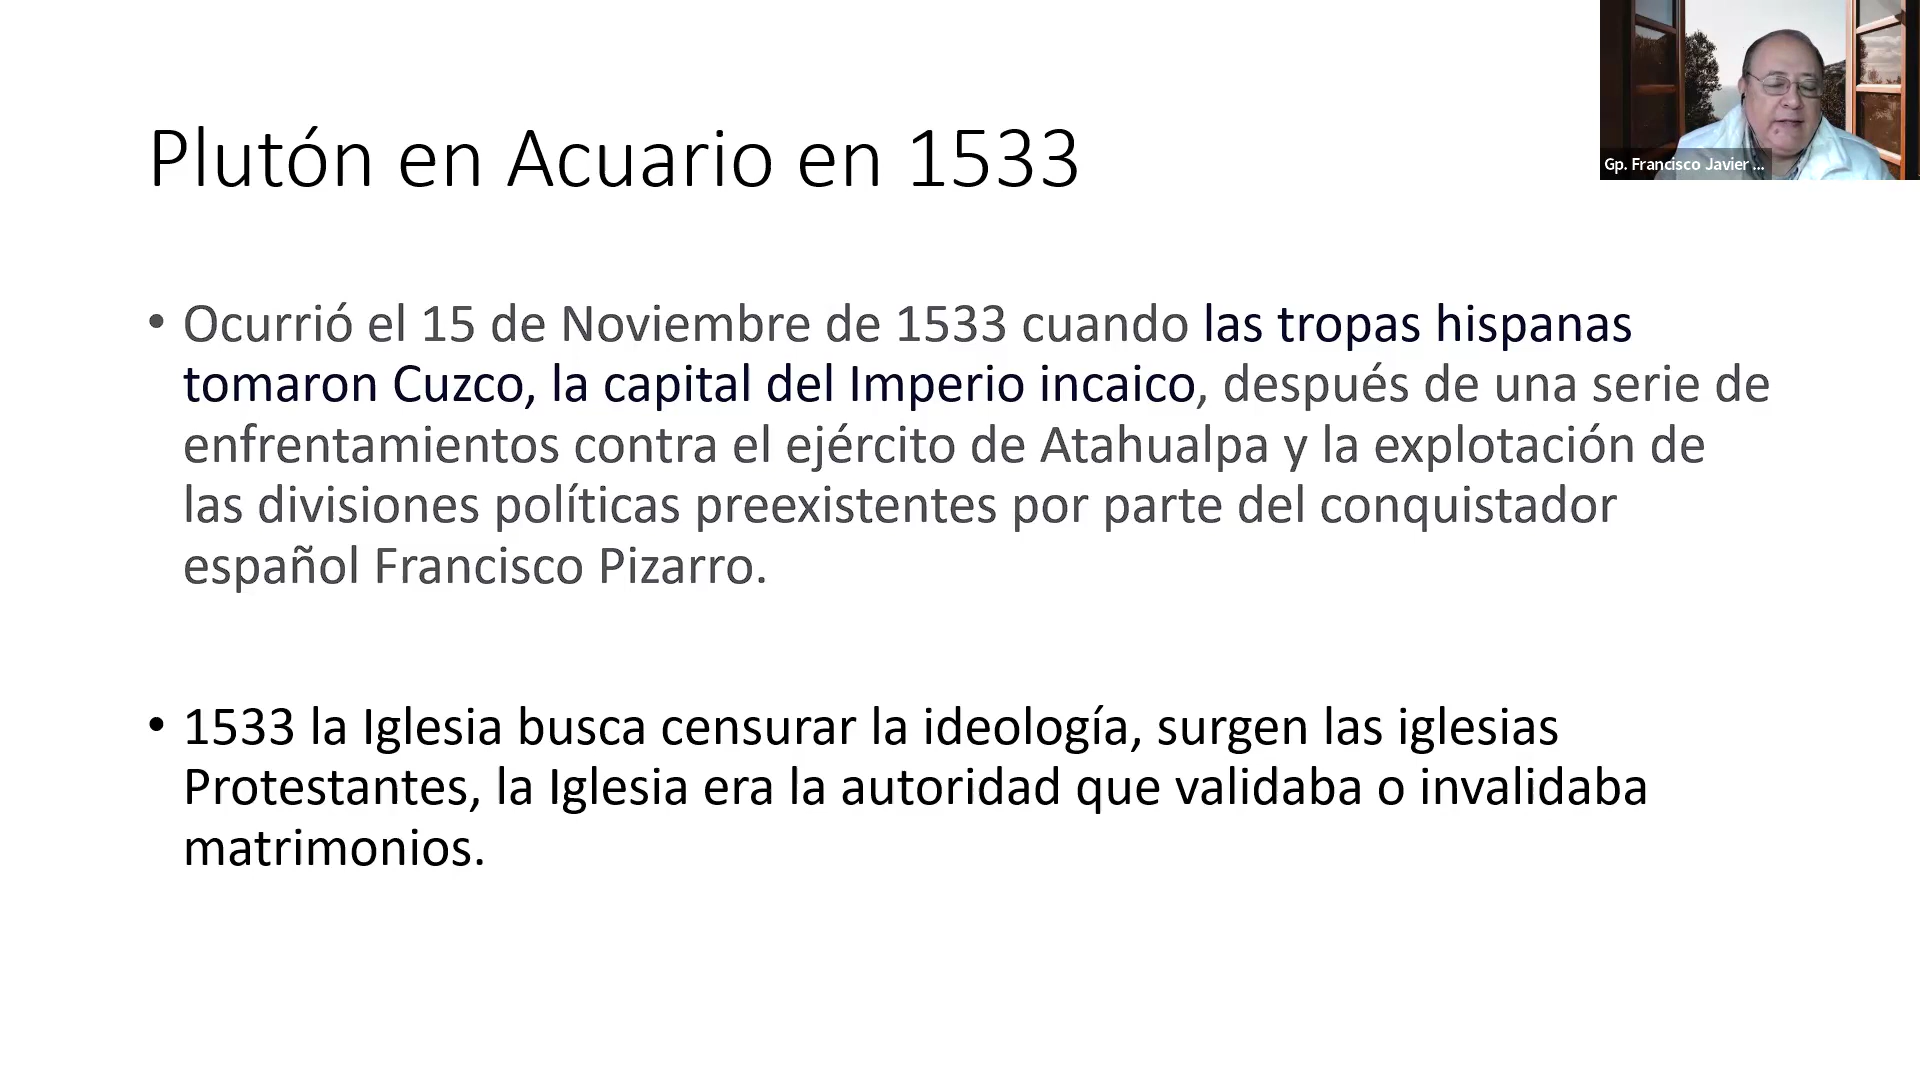 Plutón en Acuario en 1533
Gp. Francisco Javier ...
• Ocurrió el 15 de Noviembre de 1533 cuando las tropas hispanas
tomaron Cuzco, la capital del Imperio incaico, después de una serie de
enfrentamientos contra el ejército de Atahualpa y la explotación de
las divisiones políticas preexistentes por parte del conquistador
español Francisco Pizarro.
• 1533 la Iglesia busca censurar la ideología, surgen las iglesias
Protestantes, la Iglesia era la autoridad que validaba o invalidaba
matrimonios.